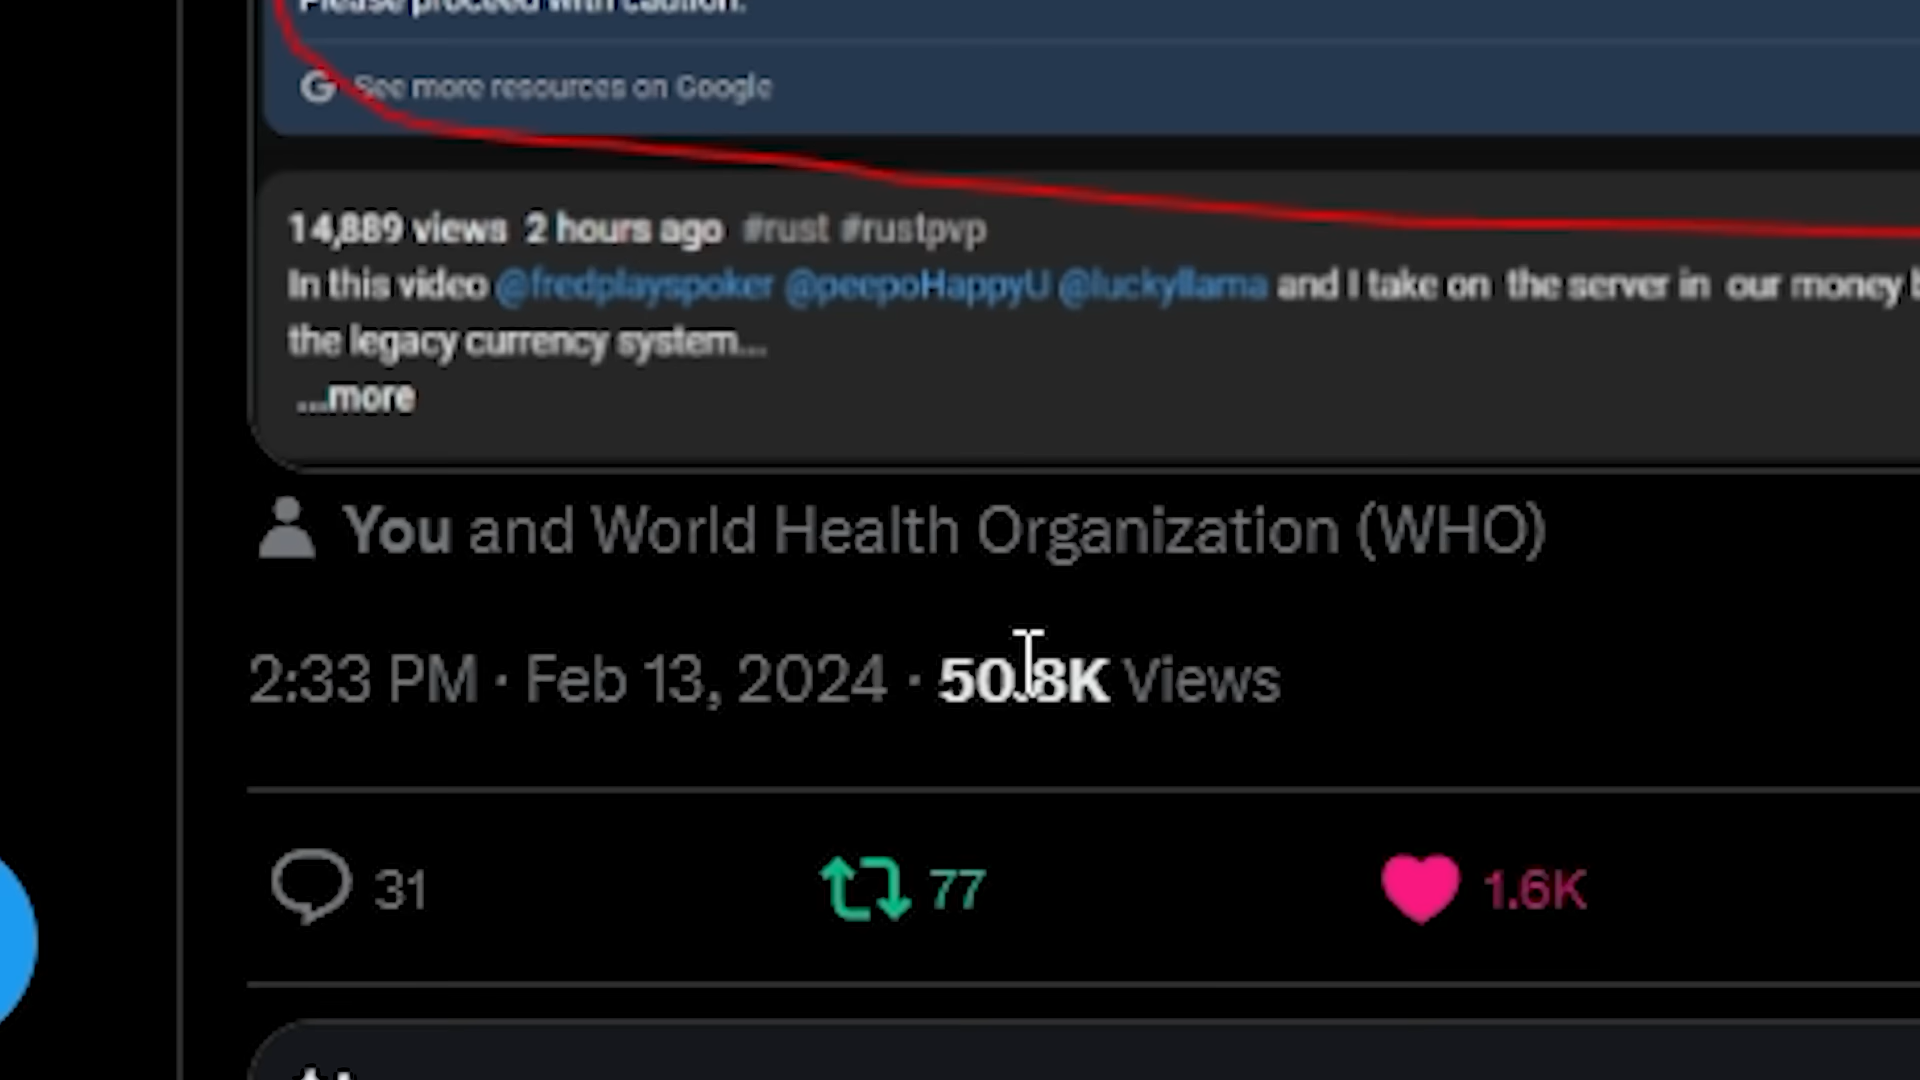 Please proceed with caution.
See more resources on Google
14,889 views 2 hours ago #rust #rustpvp
In this video @fredplayspoker @peepoHappyU @luckyllama and I take on the server in our money
the legacy currency system...
...more
You and World Health Organization (WHO)
2:33 PM · Feb 13, 2024 · 50.8K Views
31 77 1.6K